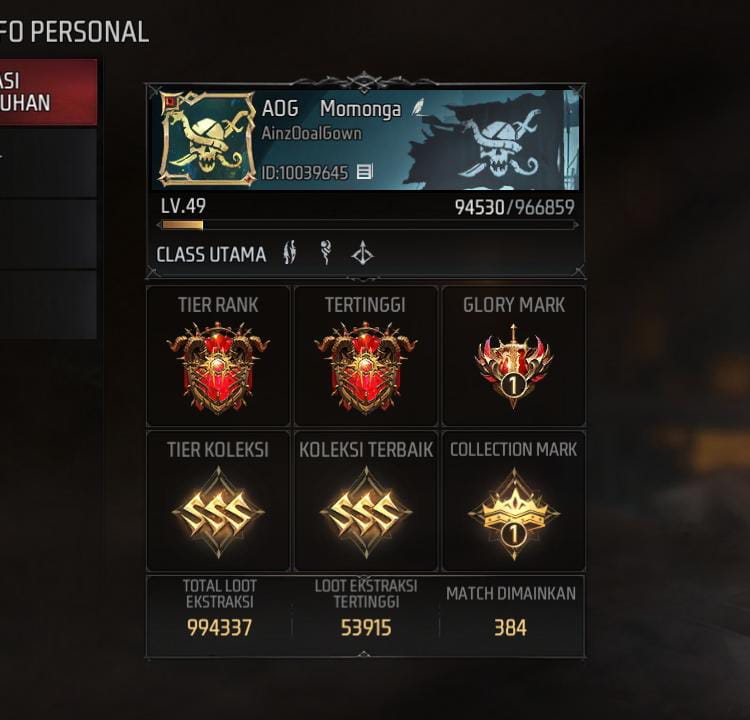 FO PERSONAL
ASI
UHAN
AOG Momonga
AinzOoalGown
ID:10039645
LV.49
94530/966859
CLASS UTAMA
TIER RANK
TERTINGGI
GLORY MARK
1
TIER KOLEKSI
KOLEKSI TERBAIK
COLLECTION MARK
SSS
SSS
1
TOTAL LOOT
EKSTRAKSI
LOOT EKSTRAKSI
TERTINGGI
MATCH DIMAINKAN
994337
53915
384